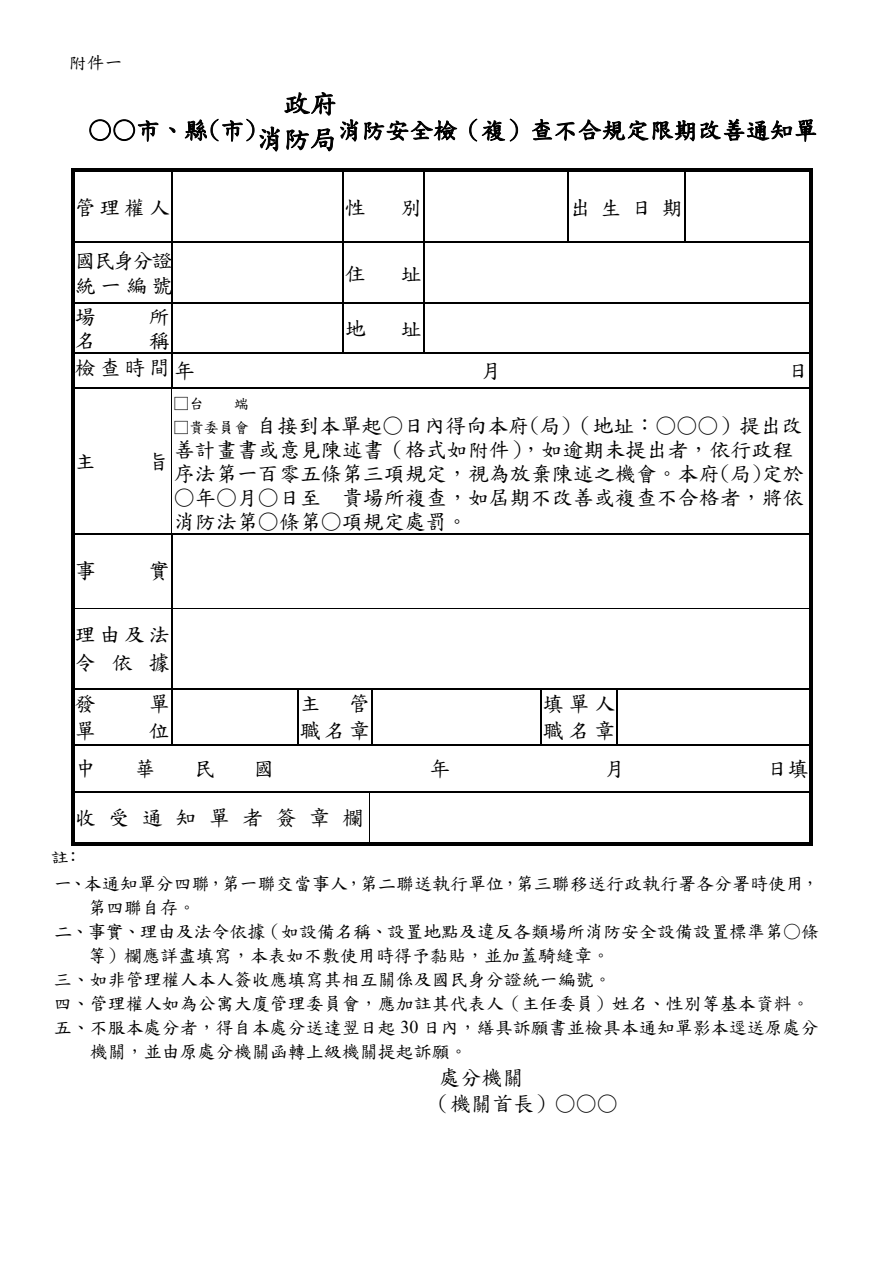 附件一
政府
○○市、縣(市)消防局消防安全檢（複）查不合規定限期改善通知單
管理權人 性別 出生日期
國民身分證
統一編號
住址
場所
名稱
地址
檢查時間 年 月 日
主旨
□台端
□貴委員會 自接到本單起○日內得向本府(局)（地址：○○○）提出改
善計畫書或意見陳述書（格式如附件），如逾期未提出者，依行政程
序法第一百零五條第三項規定，視為放棄陳述之機會。本府(局)定於
○年○月○日至　貴場所複查，如屆期不改善或複查不合格者，將依
消防法第○條第○項規定處罰。
事實
理由及法
令依據
發單
單位
主管
職名章
填單人
職名章
中華民國 年 月 日填
收受通知單者簽章欄
註：
一、本通知單分四聯，第一聯交當事人，第二聯送執行單位，第三聯移送行政執行署各分署時使用，
第四聯自存。
二、事實、理由及法令依據（如設備名稱、設置地點及違反各類場所消防安全設備設置標準第○條
等）欄應詳盡填寫，本表如不敷使用時得予黏貼，並加蓋騎縫章。
三、如非管理權人本人簽收應填寫其相互關係及國民身分證統一編號。
四、管理權人如為公寓大廈管理委員會，應加註其代表人（主任委員）姓名、性別等基本資料。
五、不服本處分者，得自本處分送達翌日起 30 日內，繕具訴願書並檢具本通知單影本逕送原處分
機關，並由原處分機關函轉上級機關提起訴願。
處分機關
（機關首長）○○○